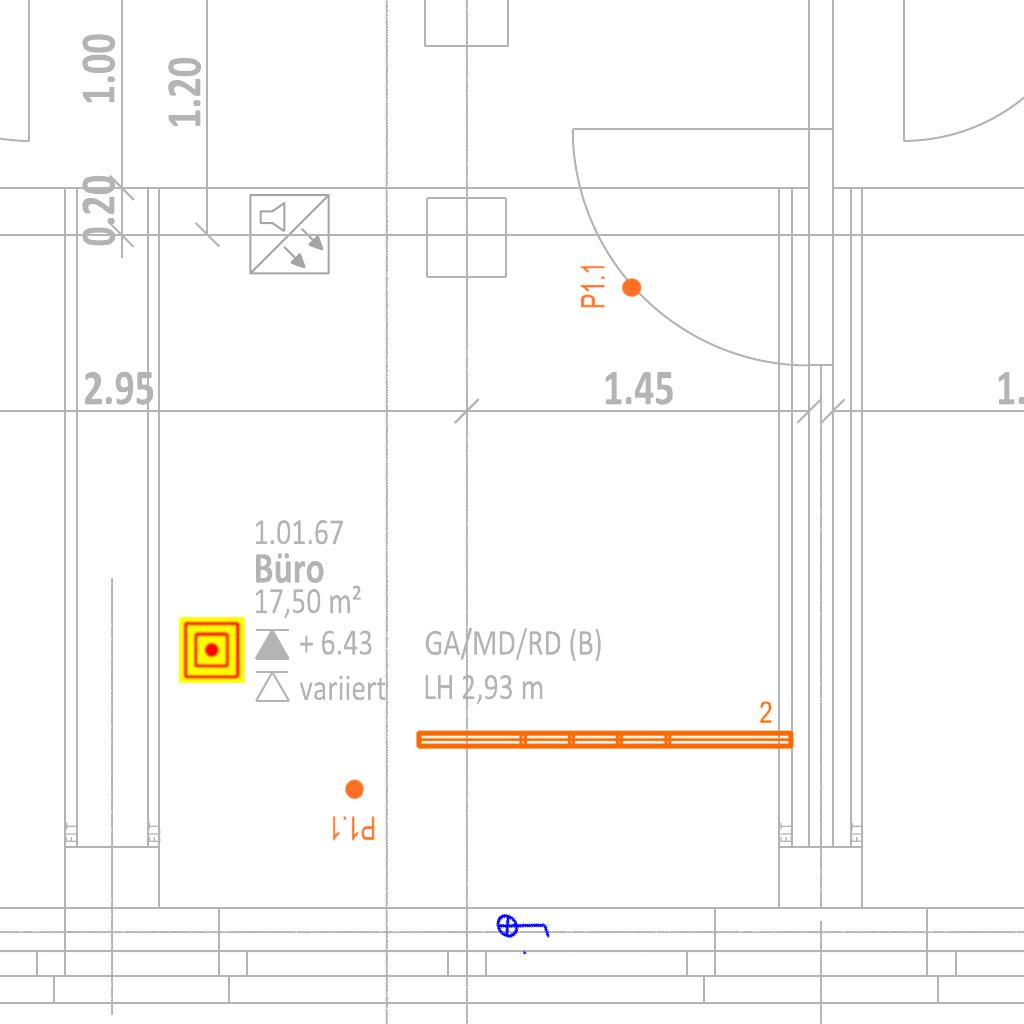 1.00
1.20
0.20
P1.1
2.95
1.45
1.
1.01.67
Büro
17,50 m²
+ 6.43
GA/MD/RD (B)
variiert
LH 2,93 m
2
P1.1